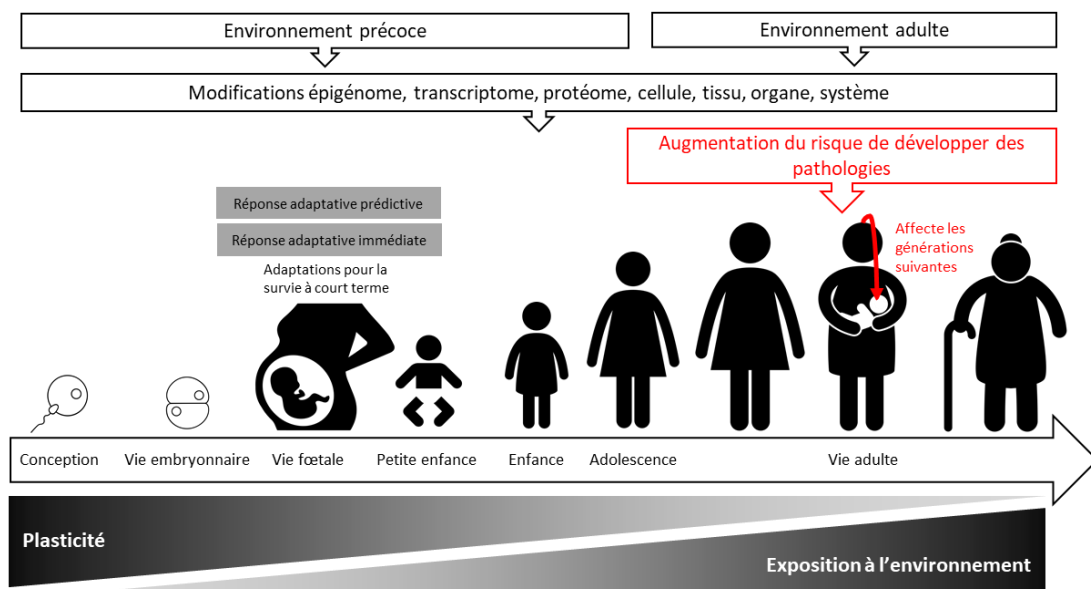 Environnement précoce
Environnement adulte
Modifications épigénome, transcriptome, protéome, cellule, tissu, organe, système
Augmentation du risque de développer des
pathologies
Réponse adaptative prédictive
Réponse adaptative immédiate
Adaptations pour la
survie à court terme
Affecte les
générations
suivantes
Conception
Vie embryonnaire
Vie fœtale
Petite enfance
Enfance
Adolescence
Vie adulte
Plasticité
Exposition à l’environnement